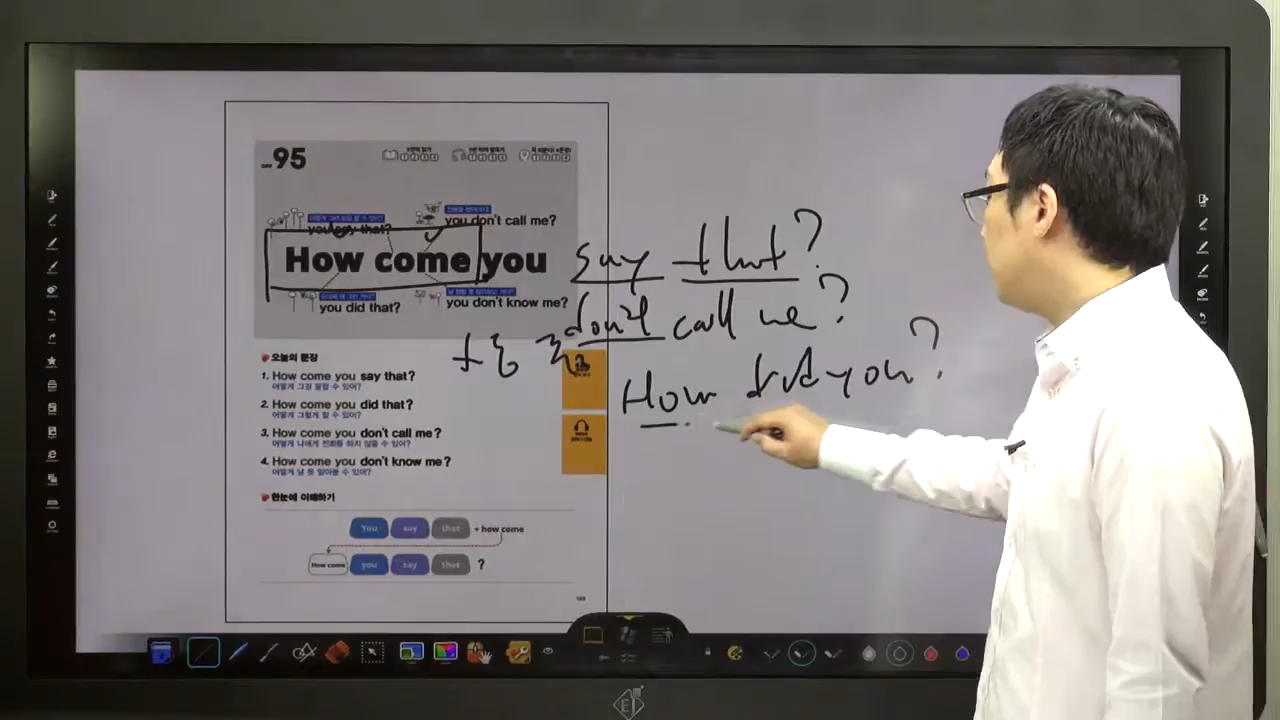 95
you say that?
you don't call me?
How come you
you did that?
you don't know me?
say that?
don't call me?
How did you?
오늘의 문장
1. How come you say that?
어떻게 그걸 말할 수 있어?
2. How come you did that?
어떻게 그렇게 할 수 있어?
3. How come you don't call me?
어떻게 나에게 전화를 하지 않을 수 있어?
4. How come you don't know me?
어떻게 날 못 알아볼 수 있어?
한눈에 이해하기
You say that + how come
How come you say that ?